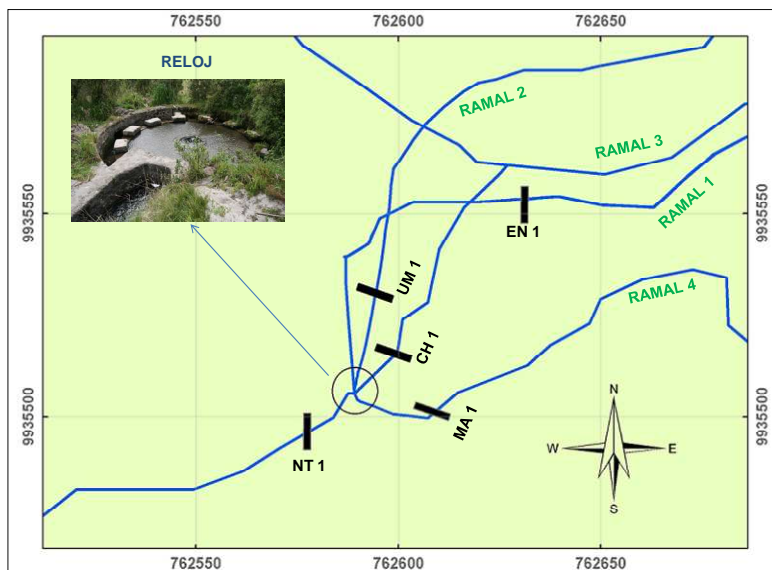 762550 762600 762650
RELOJ
RAMAL 2
RAMAL 3
RAMAL 1
9935550 9935550
EN 1
UM 1
RAMAL 4
CH 1
MA 1
9935500 9935500
NT 1
N
W E
S
762550 762600 762650